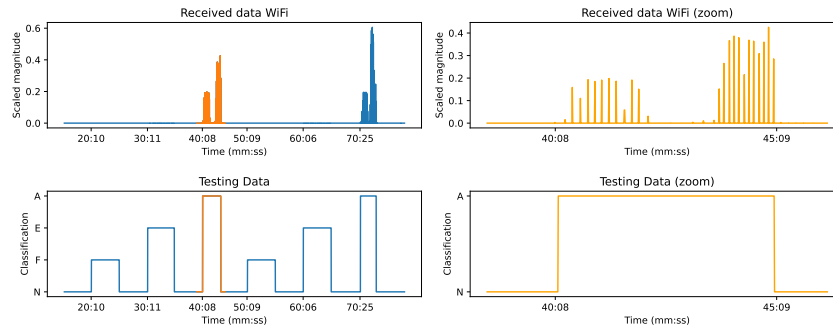 Received data WiFi
Scaled magnitude
0.6
0.4
0.2
0.0
20:10 30:11 40:08 50:09 60:06 70:25
Time (mm:ss)
Received data WiFi (zoom)
Scaled magnitude
0.4
0.3
0.2
0.1
0.0
40:08 45:09
Time (mm:ss)
Testing Data
Classification
A
E
F
N
20:10 30:11 40:08 50:09 60:06 70:25
Time (mm:ss)
Testing Data (zoom)
Classification
A
N
40:08 45:09
Time (mm:ss)